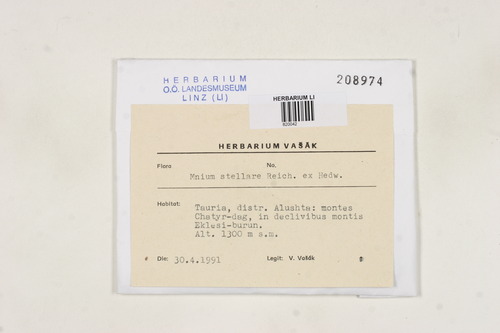 HERBARIUM
O.Ö. LANDESMUSEUM
LINZ (LI)
208974
HERBARIUM LI
820042
HERBARIUM VAŠÁK
Flora No.
Mnium stellare Reich. ex Hedw.
Habitat: Tauria, distr. Alushta: montes
Chatyr-dag, in declivibus montis
Eklesi-burun.
Alt. 1300 m s.m.
Die: 30.4.1991 Legit: V. Vašák